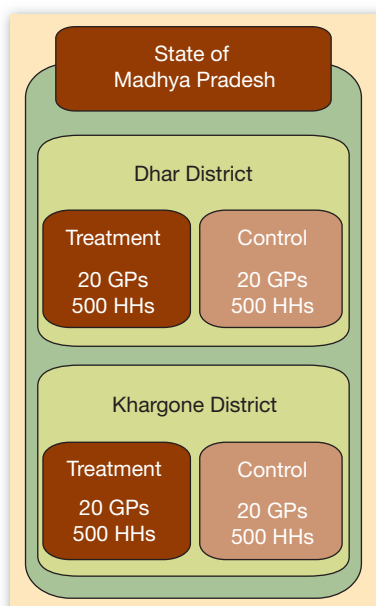 State of
Madhya Pradesh
Dhar District
Treatment
20 GPs
500 HHs
Control
20 GPs
500 HHs
Khargone District
Treatment
20 GPs
500 HHs
Control
20 GPs
500 HHs